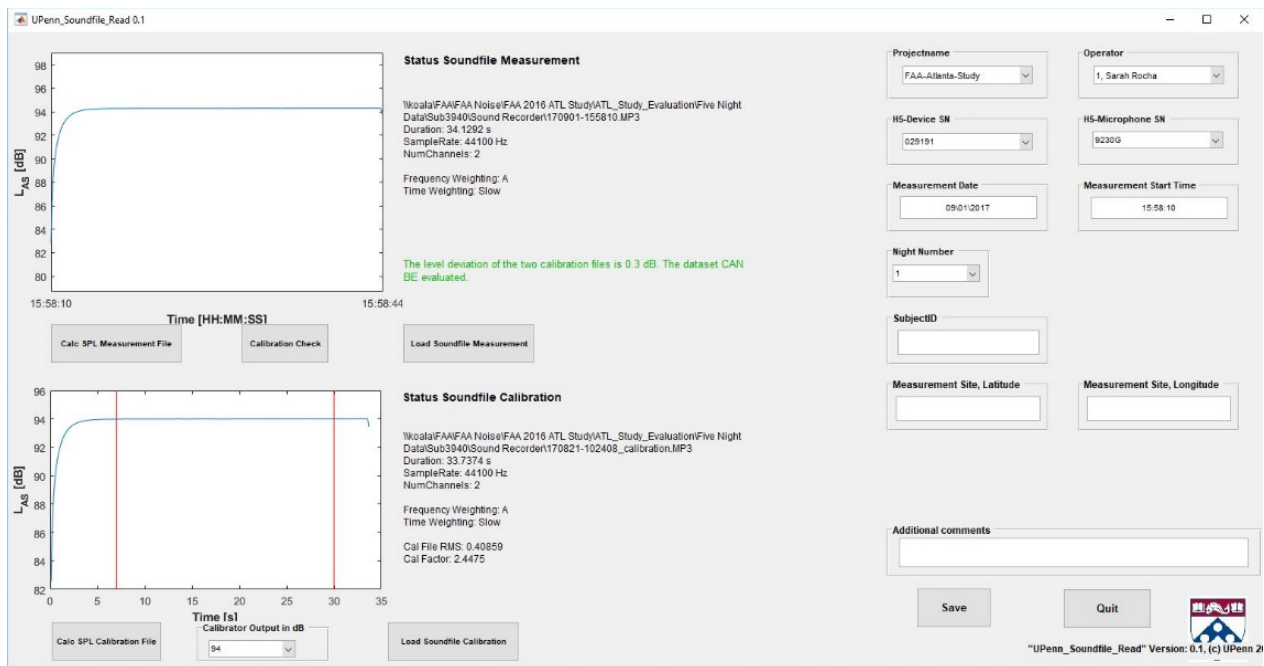 UPenn_Soundfile_Read 0.1
98
96
94
92
90
88
86
84
82
80
L_AS [dB]
15:58:10
15:58:44
Time [HH:MM:SS]
Status Soundfile Measurement
\\koala\FAA\FAA Noise\FAA 2016 ATL Study\ATL_Study_Evaluation\Five Night
Data\Sub3940\Sound Recorder\170901-155810.MP3
Duration: 34.1292 s
SampleRate: 44100 Hz
NumChannels: 2
Frequency Weighting: A
Time Weighting: Slow
The level deviation of the two calibration files is 0.3 dB. The dataset CAN
BE evaluated.
Calc SPL Measurement File
Calibration Check
Load Soundfile Measurement
96
94
92
90
88
86
84
82
L_AS [dB]
0
5
10
15
20
25
30
35
Time [s]
Status Soundfile Calibration
\\koala\FAA\FAA Noise\FAA 2016 ATL Study\ATL_Study_Evaluation\Five Night
Data\Sub3940\Sound Recorder\170821-102408_calibration.MP3
Duration: 33.7374 s
SampleRate: 44100 Hz
NumChannels: 2
Frequency Weighting: A
Time Weighting: Slow
Cal File RMS: 0.40859
Cal Factor: 2.4475
Calc SPL Calibration File
Calibrator Output in dB
94
Load Soundfile Calibration
Projectname
FAA-Atlanta-Study
Operator
1, Sarah Rocha
H5-Device SN
029191
H5-Microphone SN
9230G
Measurement Date
09\01\2017
Measurement Start Time
15:58:10
Night Number
1
SubjectID
Measurement Site, Latitude
Measurement Site, Longitude
Additional comments
Save
Quit
"UPenn_Soundfile_Read" Version: 0.1, (c) UPenn 20